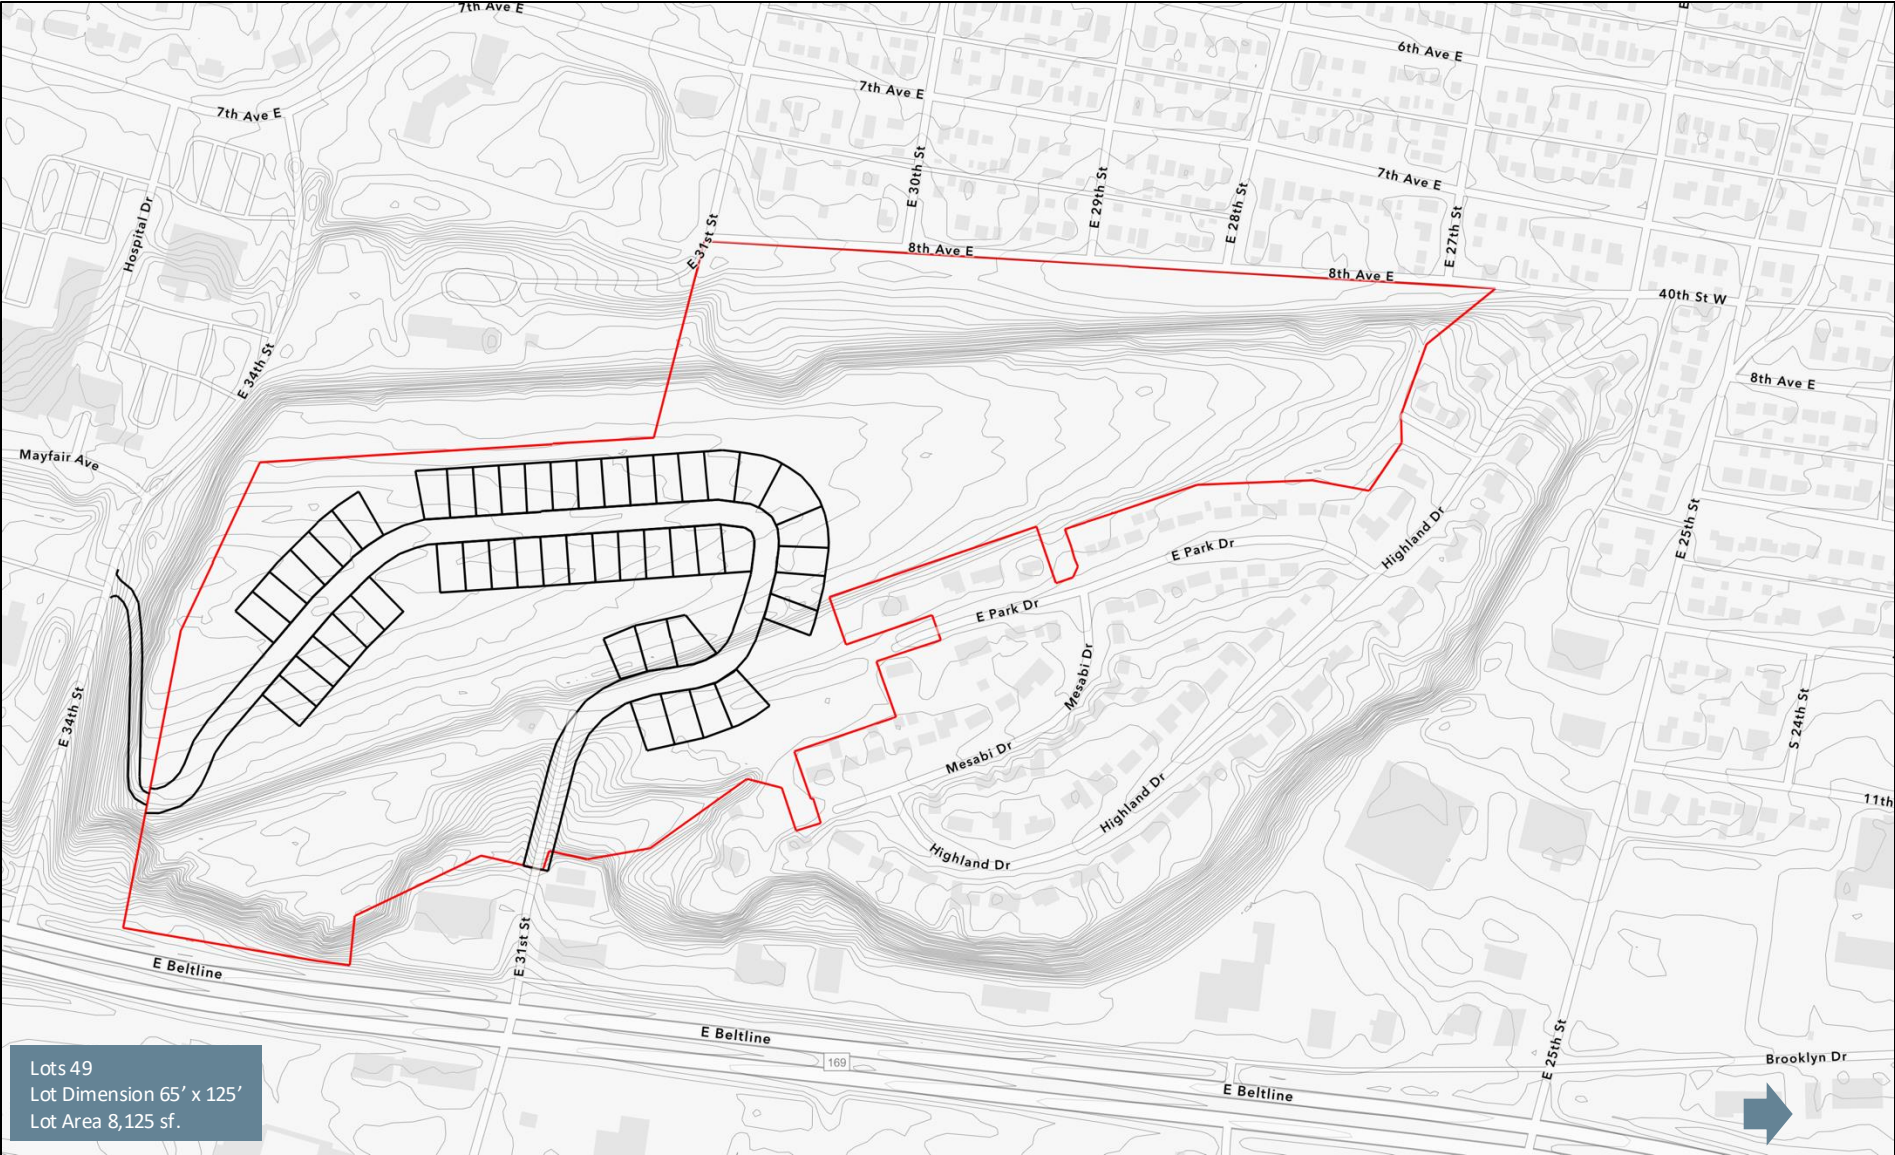 7th Ave E
E
6th Ave E
7th Ave E
7th Ave E
E 30th St
E 29th St
7th Ave E
E 28th St
E 27th St
Hospital Dr
E 31st St
8th Ave E
8th Ave E
40th St W
E 34th St
8th Ave E
Mayfair Ave
E 25th St
Highland Dr
E Park Dr
E Park Dr
Mesabi Dr
E 34th St
S 24th St
Mesabi Dr
Highland Dr
11th
Highland Dr
E 31st St
E Beltline
E Beltline
169
E 25th St
Brooklyn Dr
E Beltline
Lots 49
Lot Dimension 65’ x 125’
Lot Area 8,125 sf.